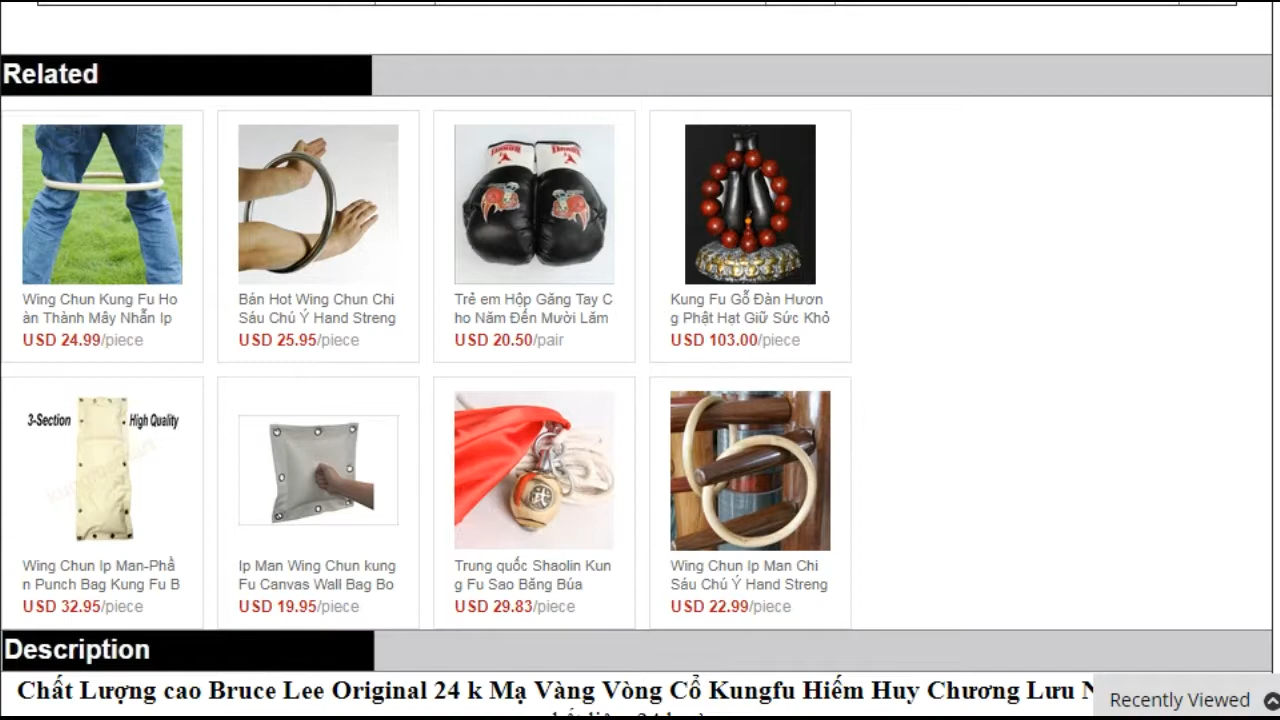 Related
Wing Chun Kung Fu Ho
àn Thành Mây Nhẫn Ip
USD 24.99/piece
Bán Hot Wing Chun Chi
Sáu Chú Ý Hand Streng
USD 25.95/piece
Trẻ em Hộp Găng Tay C
ho Năm Đến Mười Lăm
USD 20.50/pair
Kung Fu Gỗ Đàn Hươn
g Phật Hạt Giữ Sức Khỏ
USD 103.00/piece
3-Section High Quality
Wing Chun Ip Man-Phầ
n Punch Bag Kung Fu B
USD 32.95/piece
Ip Man Wing Chun kung
Fu Canvas Wall Bag Bo
USD 19.95/piece
武
Trung quốc Shaolin Kun
g Fu Sao Băng Búa
USD 29.83/piece
Wing Chun Ip Man Chi
Sáu Chú Ý Hand Streng
USD 22.99/piece
Description
Chất Lượng cao Bruce Lee Original 24 k Mạ Vàng Vòng Cổ Kungfu Hiếm Huy Chương Lưu
Recently Viewed